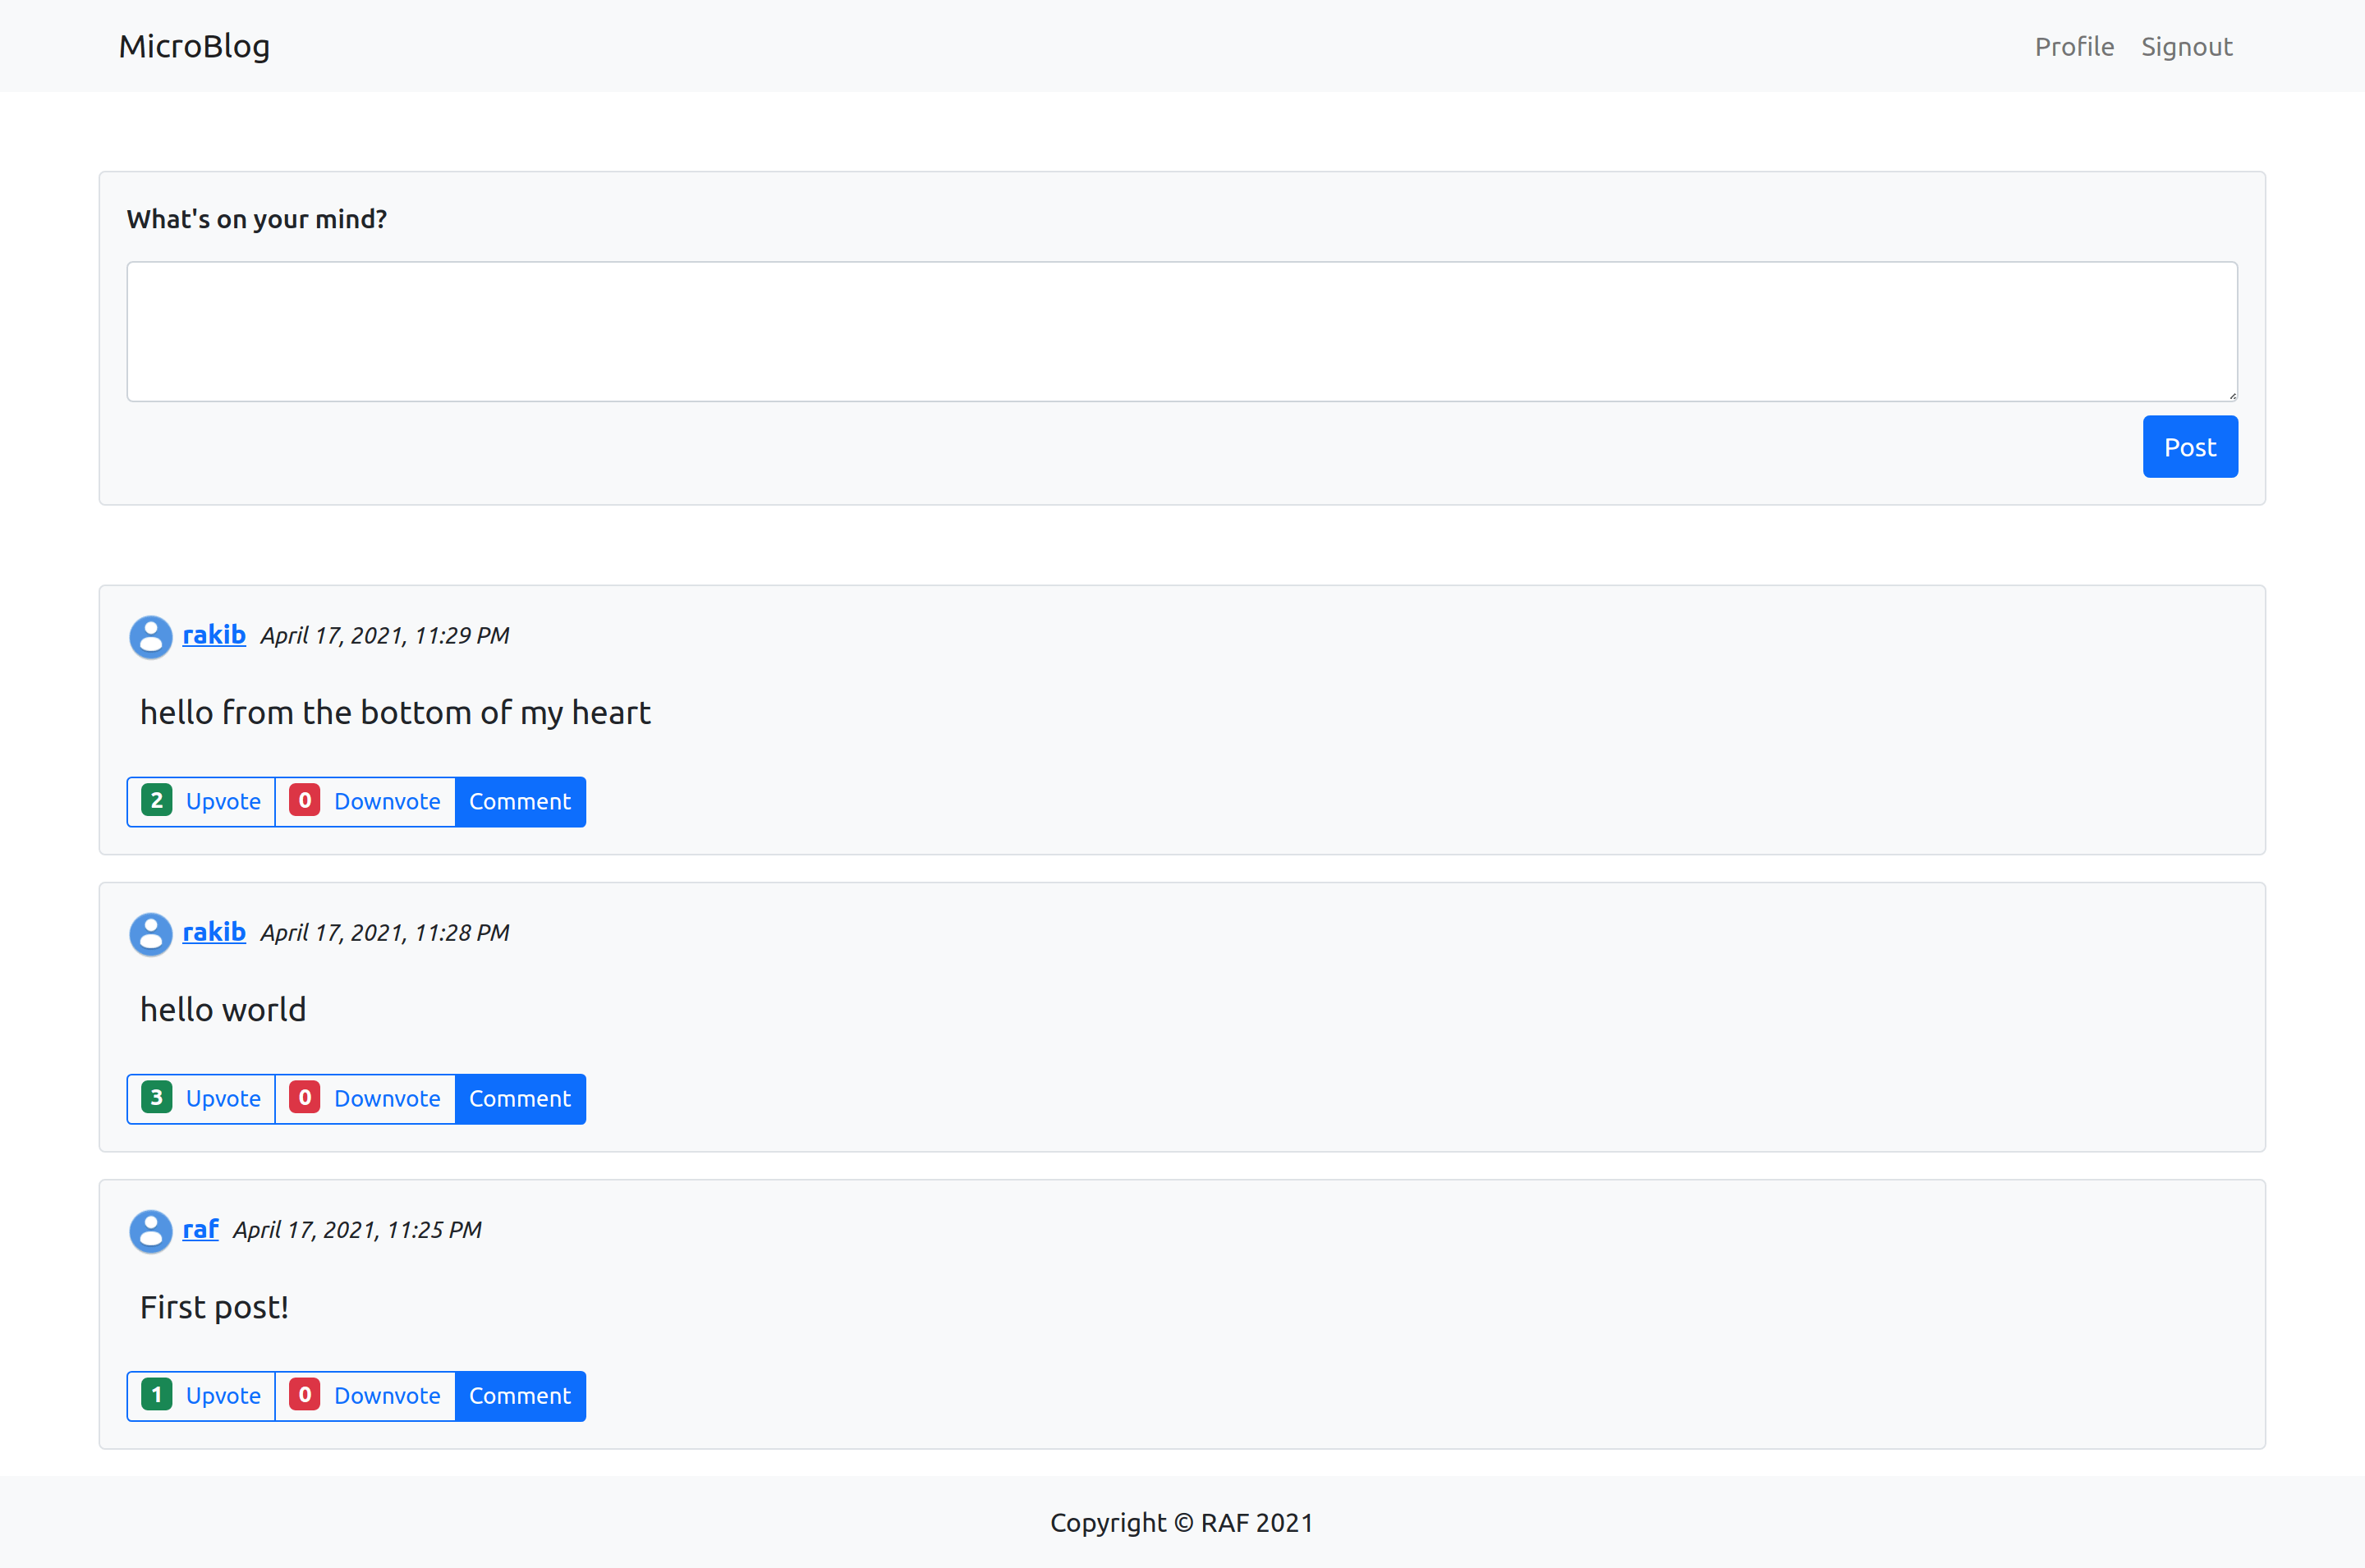 MicroBlog Profile Signout
What's on your mind?
Post
rakib April 17, 2021, 11:29 PM
hello from the bottom of my heart
2 Upvote 0 Downvote Comment
rakib April 17, 2021, 11:28 PM
hello world
3 Upvote 0 Downvote Comment
raf April 17, 2021, 11:25 PM
First post!
1 Upvote 0 Downvote Comment
Copyright © RAF 2021